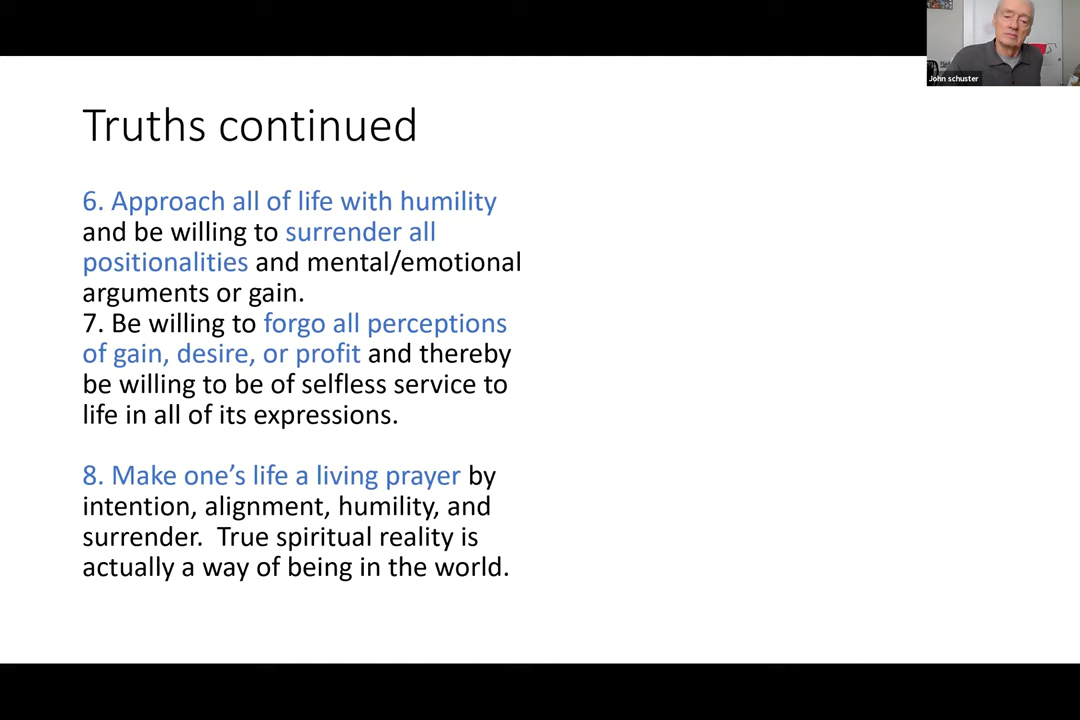 John schuster
Truths continued
6. Approach all of life with humility
and be willing to surrender all
positionalities and mental/emotional
arguments or gain.
7. Be willing to forgo all perceptions
of gain, desire, or profit and thereby
be willing to be of selfless service to
life in all of its expressions.
8. Make one’s life a living prayer by
intention, alignment, humility, and
surrender.  True spiritual reality is
actually a way of being in the world.